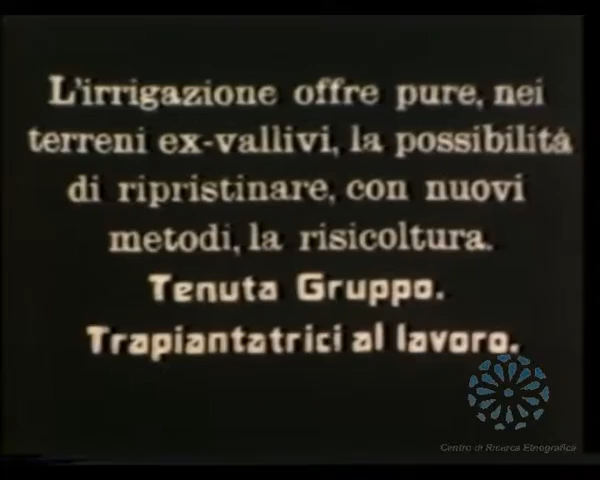 L'irrigazione offre pure, nei
terreni ex-vallivi, la possibilità
di ripristinare, con nuovi
metodi, la risicoltura.
Tenuta Gruppo.
Trapiantatrici al lavoro.
Centro di Ricerca Etnografica